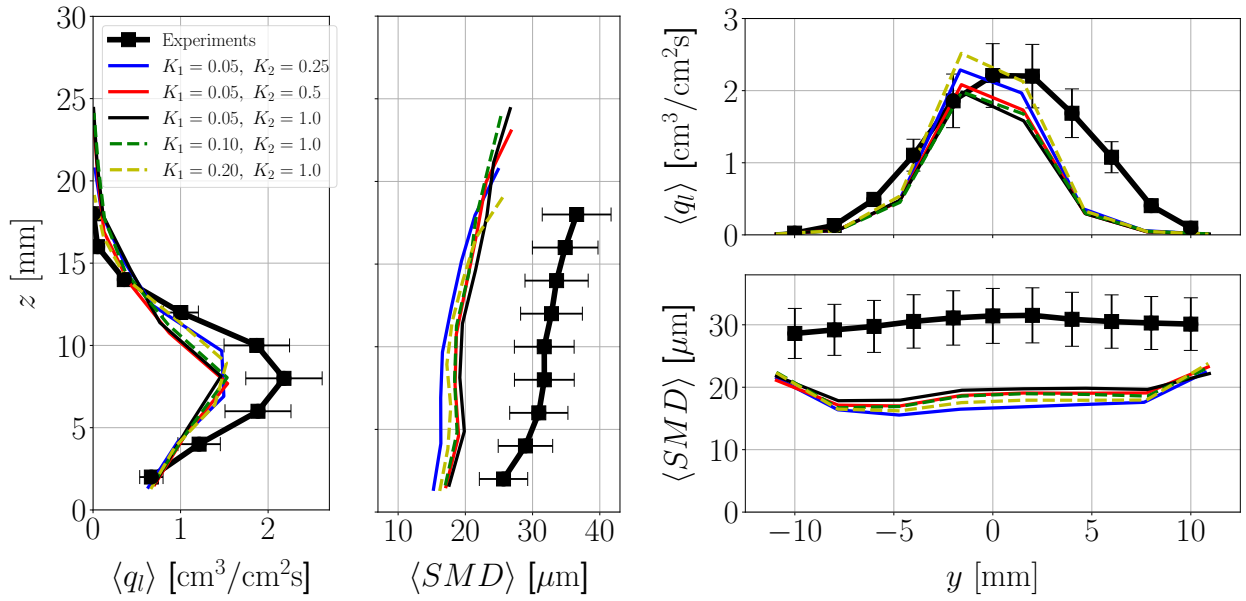 30
25
20
15
10
5
0
z [mm]
Experiments
K₁ = 0.05, K₂ = 0.25
K₁ = 0.05, K₂ = 0.5
K₁ = 0.05, K₂ = 1.0
K₁ = 0.10, K₂ = 1.0
K₁ = 0.20, K₂ = 1.0
0 1 2
⟨qₗ⟩ [cm³/cm²s]
10 20 30 40
⟨SMD⟩ [μm]
3
2
1
0
⟨qₗ⟩ [cm³/cm²s]
30
20
10
0
⟨SMD⟩ [μm]
−10 −5 0 5 10
y [mm]